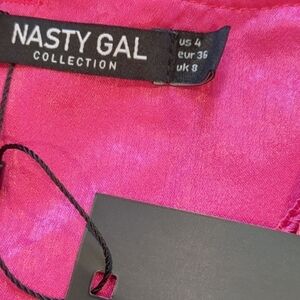 NASTY GAL
COLLECTION
us 4
eur 36
uk 8